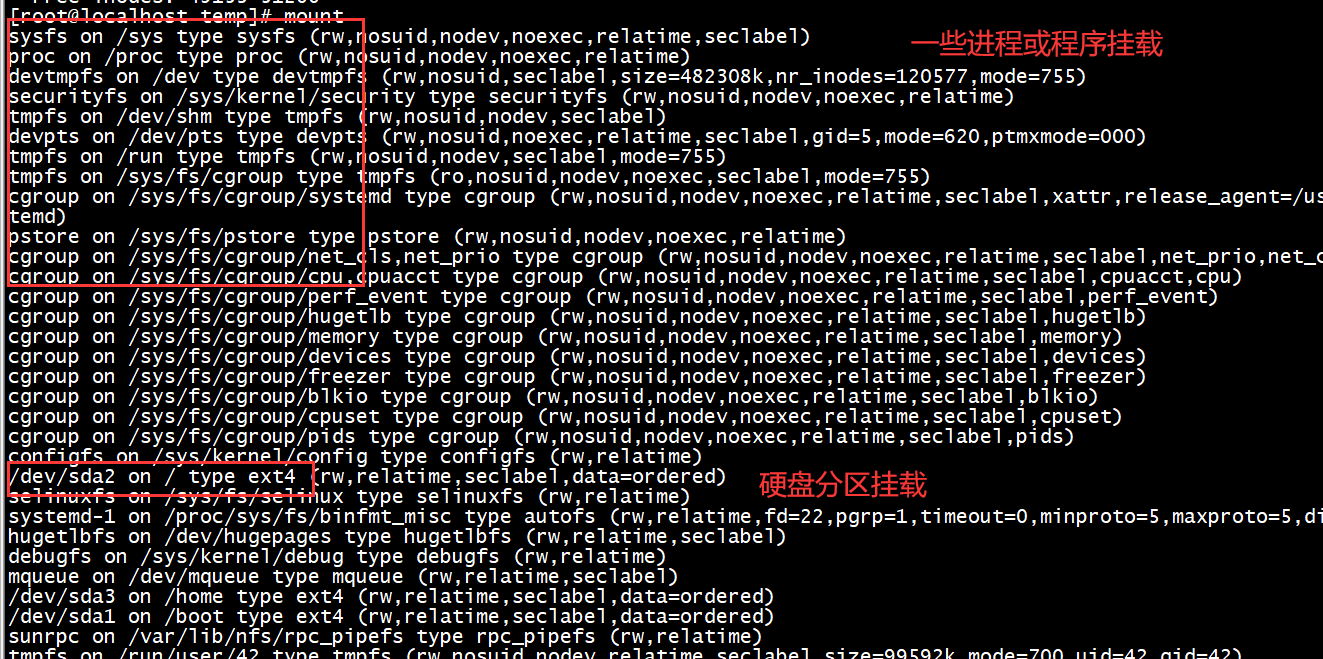 [root@localhost temp]# mount
sysfs on /sys type sysfs (rw,nosuid,nodev,noexec,relatime,seclabel)
一些进程或程序挂载
proc on /proc type proc (rw,nosuid,nodev,noexec,relatime)
devtmpfs on /dev type devtmpfs (rw,nosuid,seclabel,size=482308k,nr_inodes=120577,mode=755)
securityfs on /sys/kernel/security type securityfs (rw,nosuid,nodev,noexec,relatime)
tmpfs on /dev/shm type tmpfs (rw,nosuid,nodev,seclabel)
devpts on /dev/pts type devpts (rw,nosuid,noexec,relatime,seclabel,gid=5,mode=620,ptmxmode=000)
tmpfs on /run type tmpfs (rw,nosuid,nodev,seclabel,mode=755)
tmpfs on /sys/fs/cgroup type tmpfs (ro,nosuid,nodev,noexec,seclabel,mode=755)
cgroup on /sys/fs/cgroup/systemd type cgroup (rw,nosuid,nodev,noexec,relatime,seclabel,xattr,release_agent=/us
temd)
pstore on /sys/fs/pstore type pstore (rw,nosuid,nodev,noexec,relatime)
cgroup on /sys/fs/cgroup/net_cls,net_prio type cgroup (rw,nosuid,nodev,noexec,relatime,seclabel,net_prio,net_c
cgroup on /sys/fs/cgroup/cpu,cpuacct type cgroup (rw,nosuid,nodev,noexec,relatime,seclabel,cpuacct,cpu)
cgroup on /sys/fs/cgroup/perf_event type cgroup (rw,nosuid,nodev,noexec,relatime,seclabel,perf_event)
cgroup on /sys/fs/cgroup/hugetlb type cgroup (rw,nosuid,nodev,noexec,relatime,seclabel,hugetlb)
cgroup on /sys/fs/cgroup/memory type cgroup (rw,nosuid,nodev,noexec,relatime,seclabel,memory)
cgroup on /sys/fs/cgroup/devices type cgroup (rw,nosuid,nodev,noexec,relatime,seclabel,devices)
cgroup on /sys/fs/cgroup/freezer type cgroup (rw,nosuid,nodev,noexec,relatime,seclabel,freezer)
cgroup on /sys/fs/cgroup/blkio type cgroup (rw,nosuid,nodev,noexec,relatime,seclabel,blkio)
cgroup on /sys/fs/cgroup/cpuset type cgroup (rw,nosuid,nodev,noexec,relatime,seclabel,cpuset)
cgroup on /sys/fs/cgroup/pids type cgroup (rw,nosuid,nodev,noexec,relatime,seclabel,pids)
configfs on /sys/kernel/config type configfs (rw,relatime)
/dev/sda2 on / type ext4 (rw,relatime,seclabel,data=ordered)
硬盘分区挂载
selinuxfs on /sys/fs/selinux type selinuxfs (rw,relatime)
systemd-1 on /proc/sys/fs/binfmt_misc type autofs (rw,relatime,fd=22,pgrp=1,timeout=0,minproto=5,maxproto=5,di
hugetlbfs on /dev/hugepages type hugetlbfs (rw,relatime,seclabel)
debugfs on /sys/kernel/debug type debugfs (rw,relatime)
mqueue on /dev/mqueue type mqueue (rw,relatime,seclabel)
/dev/sda3 on /home type ext4 (rw,relatime,seclabel,data=ordered)
/dev/sda1 on /boot type ext4 (rw,relatime,seclabel,data=ordered)
sunrpc on /var/lib/nfs/rpc_pipefs type rpc_pipefs (rw,relatime)
tmpfs on /run/user/42 type tmpfs (rw,nosuid,nodev,relatime,seclabel,size=99592k,mode=700,uid=42,gid=42)